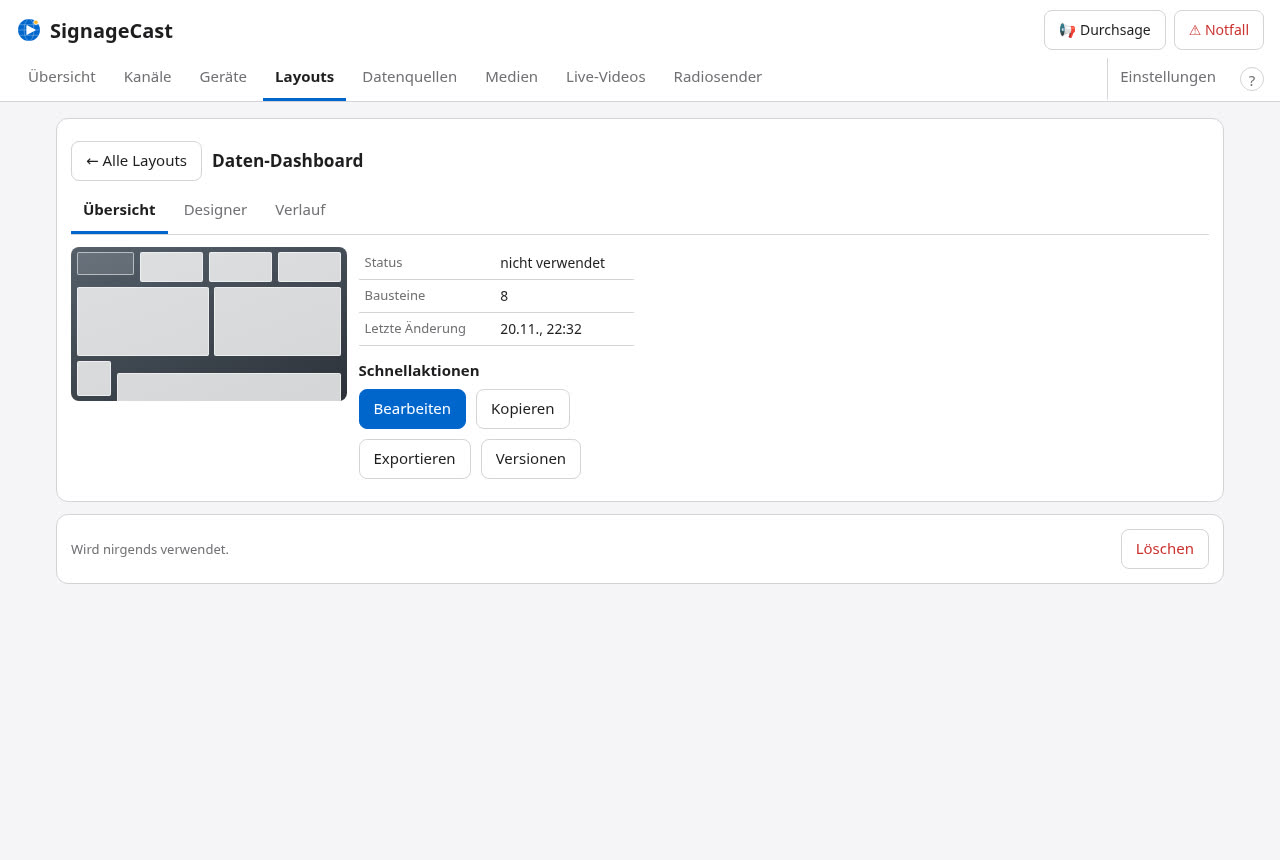 SignageCast
Durchsage
⚠ Notfall
Übersicht Kanäle Geräte Layouts Datenquellen Medien Live-Videos Radiosender Einstellungen ?
← Alle Layouts
Daten-Dashboard
Übersicht Designer Verlauf
Status nicht verwendet
Bausteine 8
Letzte Änderung 20.11., 22:32
Schnellaktionen
Bearbeiten Kopieren
Exportieren Versionen
Wird nirgends verwendet.
Löschen